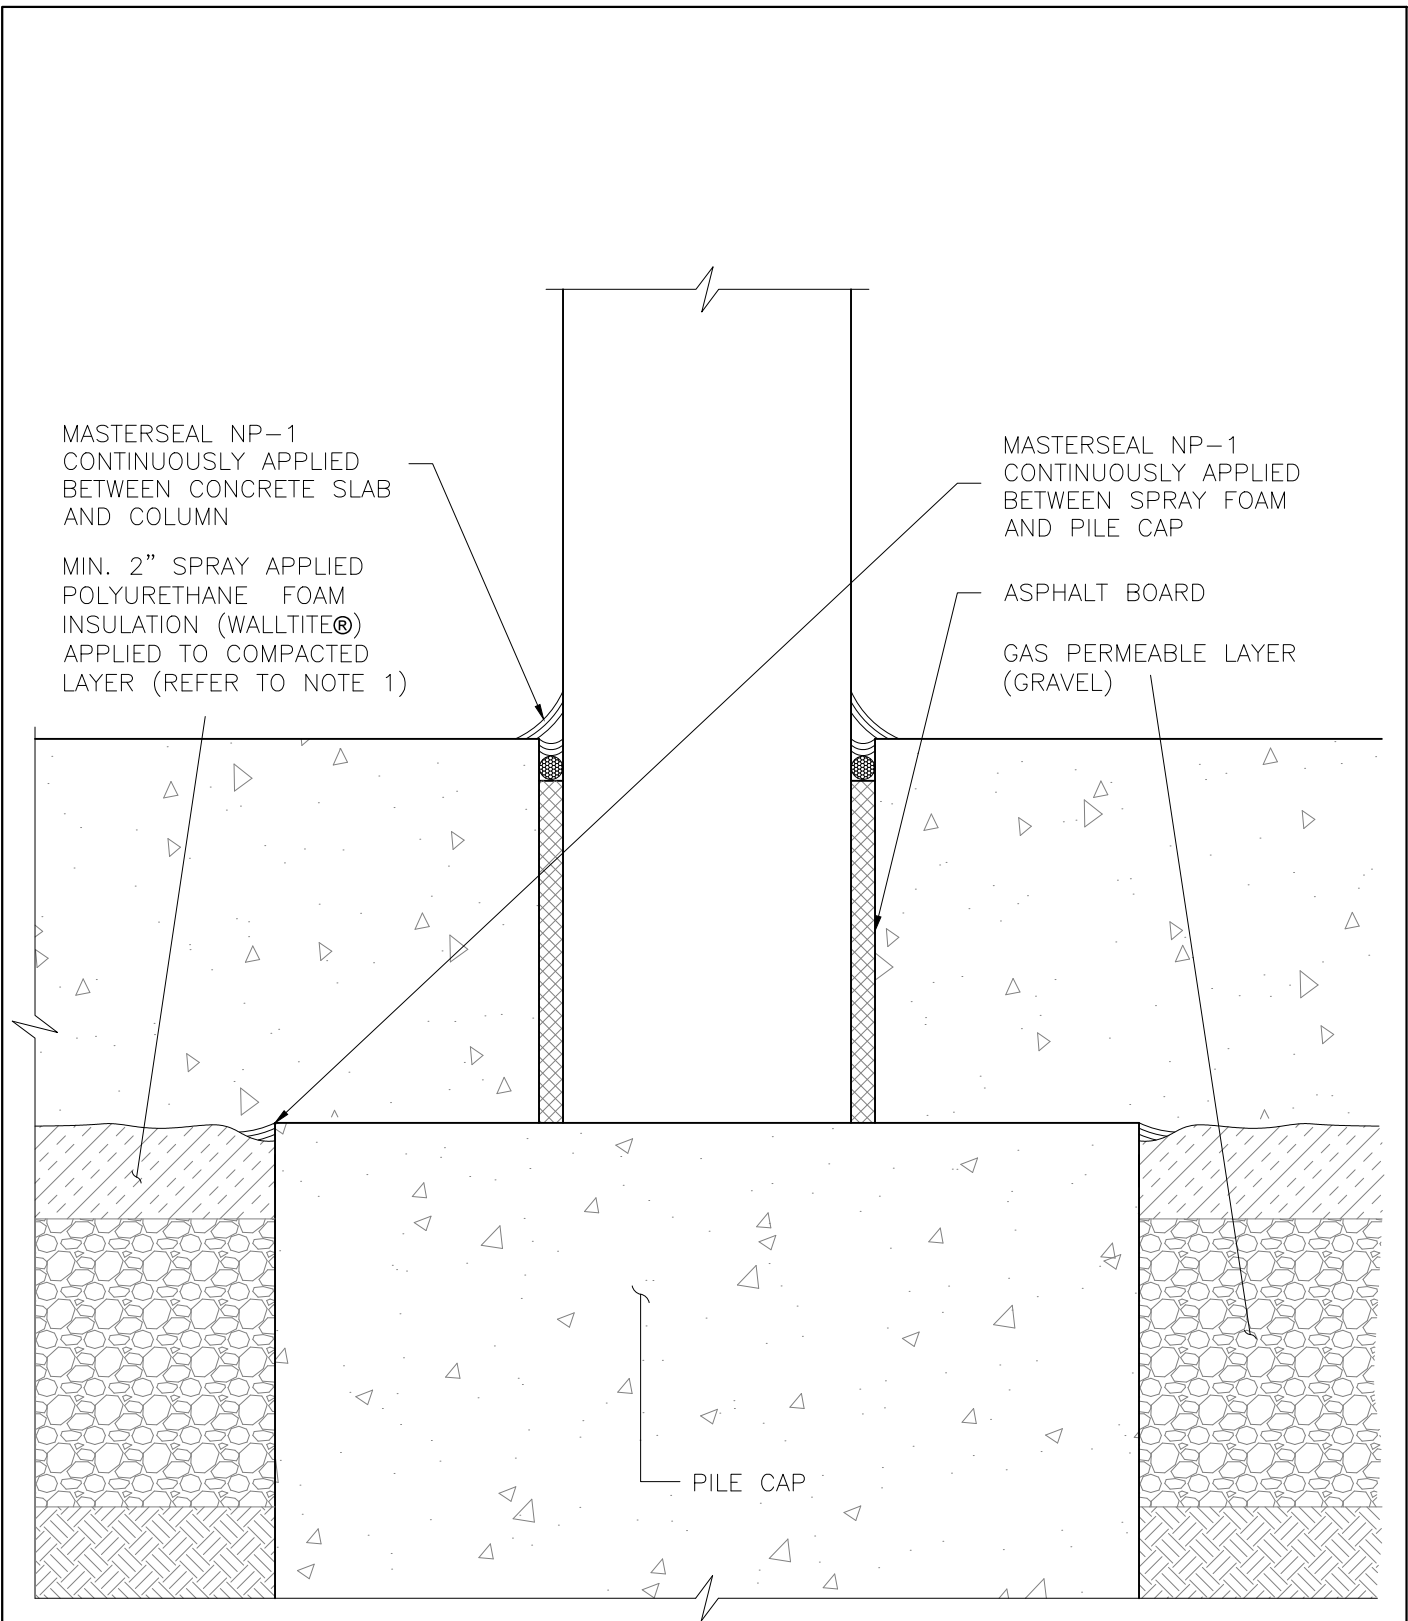 MASTERSEAL NP-1
CONTINUOUSLY APPLIED
BETWEEN CONCRETE SLAB
AND COLUMN
MIN. 2” SPRAY APPLIED
POLYURETHANE FOAM
INSULATION (WALLTITE®)
APPLIED TO COMPACTED
LAYER (REFER TO NOTE 1)
MASTERSEAL NP-1
CONTINUOUSLY APPLIED
BETWEEN SPRAY FOAM
AND PILE CAP
ASPHALT BOARD
GAS PERMEABLE LAYER
(GRAVEL)
PILE CAP